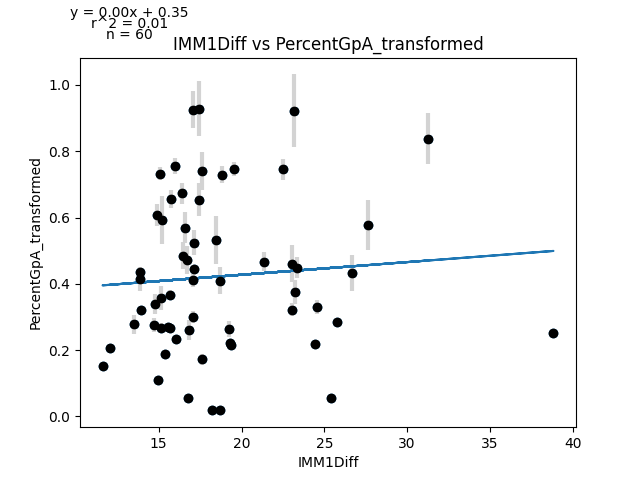 y = 0.00x + 0.35
r^2 = 0.01
n = 60
IMM1Diff vs PercentGpA_transformed
PercentGpA_transformed
1.0
0.8
0.6
0.4
0.2
0.0
15 20 25 30 35 40
IMM1Diff